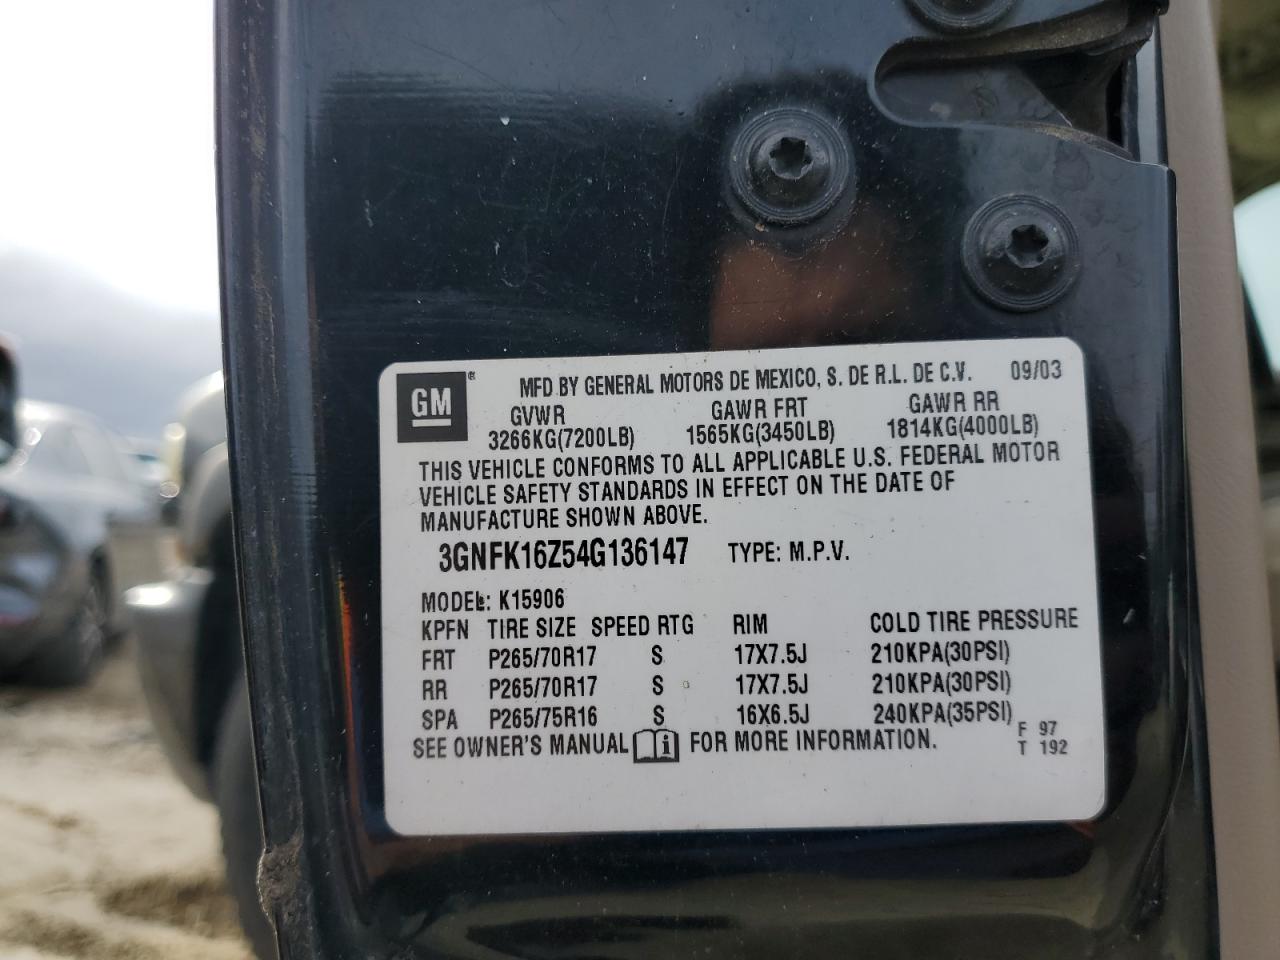 GM® MFD BY GENERAL MOTORS DE MEXICO, S. DE R.L. DE C.V. 09/03
GVWR GAWR FRT GAWR RR
3266KG(7200LB) 1565KG(3450LB) 1814KG(4000LB)
THIS VEHICLE CONFORMS TO ALL APPLICABLE U.S. FEDERAL MOTOR
VEHICLE SAFETY STANDARDS IN EFFECT ON THE DATE OF
MANUFACTURE SHOWN ABOVE.
3GNFK16Z54G136147 TYPE: M.P.V.
MODEL: K15906
KPFN TIRE SIZE SPEED RTG RIM COLD TIRE PRESSURE
FRT P265/70R17 S 17X7.5J 210KPA(30PSI)
RR P265/70R17 S 17X7.5J 210KPA(30PSI)
SPA P265/75R16 S 16X6.5J 240KPA(35PSI)
SEE OWNER'S MANUAL i FOR MORE INFORMATION.
F 97
T 192